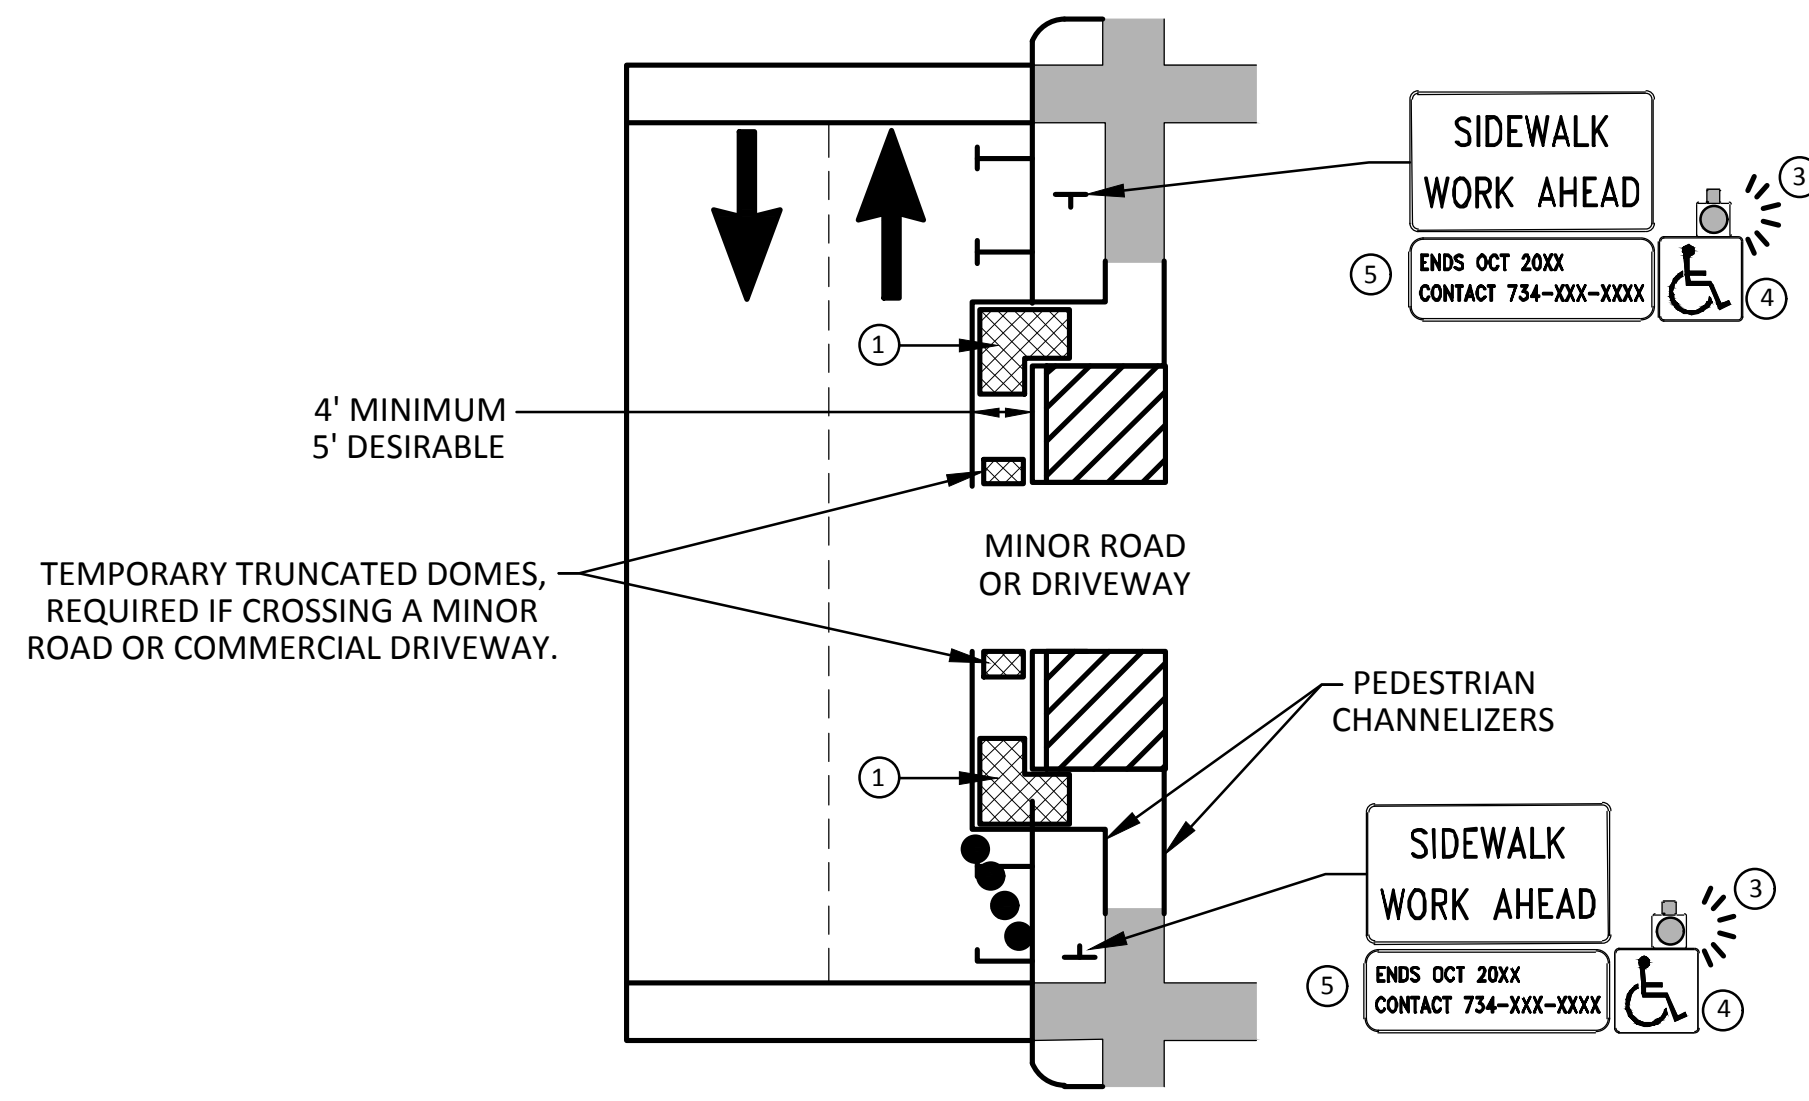 SIDEWALK
WORK AHEAD
3
5
ENDS OCT 20XX
CONTACT 734-XXX-XXXX
4
1
4' MINIMUM
5' DESIRABLE
MINOR ROAD
OR DRIVEWAY
TEMPORARY TRUNCATED DOMES,
REQUIRED IF CROSSING A MINOR
ROAD OR COMMERCIAL DRIVEWAY.
PEDESTRIAN
CHANNELIZERS
1
SIDEWALK
WORK AHEAD
3
5
ENDS OCT 20XX
CONTACT 734-XXX-XXXX
4